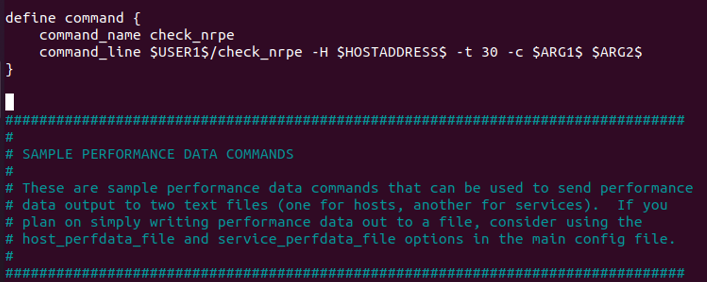 define command {
    command_name check_nrpe
    command_line $USER1$/check_nrpe -H $HOSTADDRESS$ -t 30 -c $ARG1$ $ARG2$
}
################################################################################
#
# SAMPLE PERFORMANCE DATA COMMANDS
#
# These are sample performance data commands that can be used to send performance
# data output to two text files (one for hosts, another for services).  If you
# plan on simply writing performance data out to a file, consider using the
# host_perfdata_file and service_perfdata_file options in the main config file.
#
################################################################################